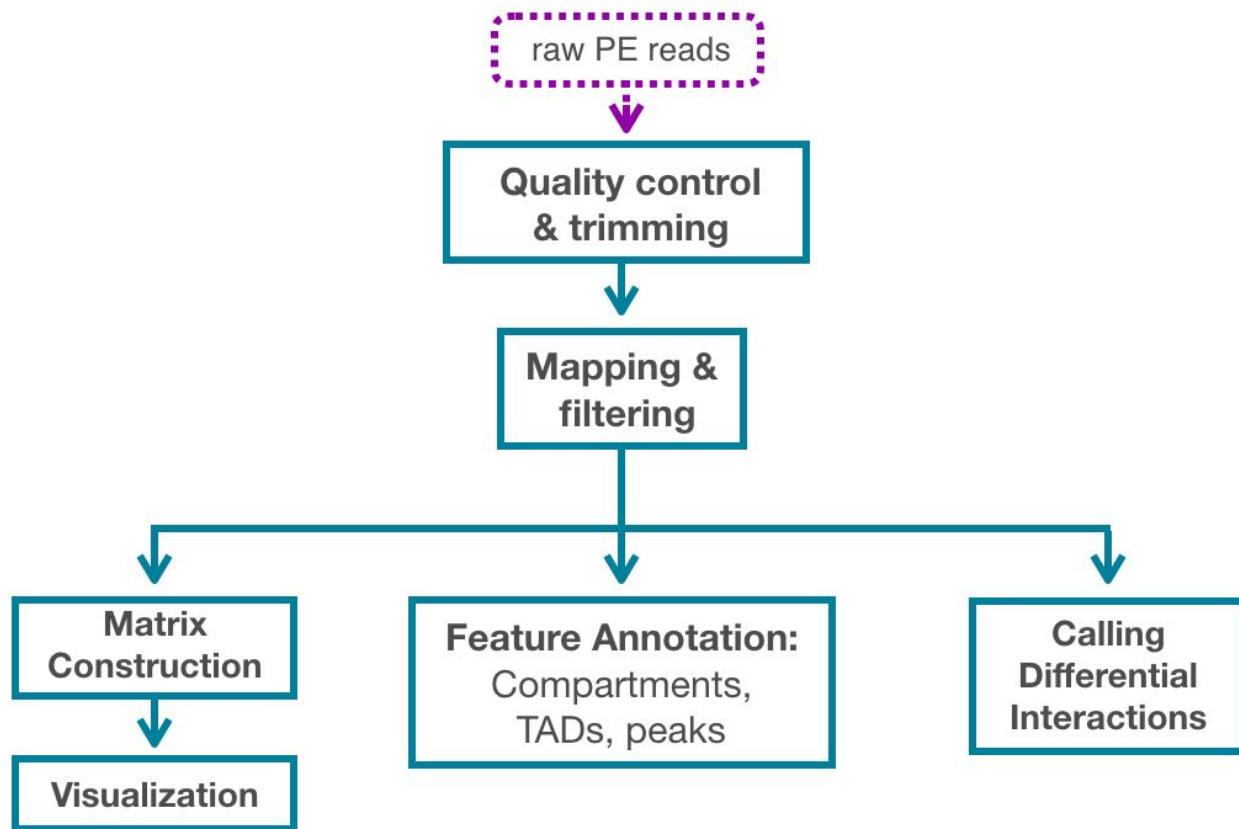 raw PE reads
Quality control
& trimming
Mapping &
filtering
Matrix
Construction
Visualization
Feature Annotation:
Compartments,
TADs, peaks
Calling
Differential
Interactions